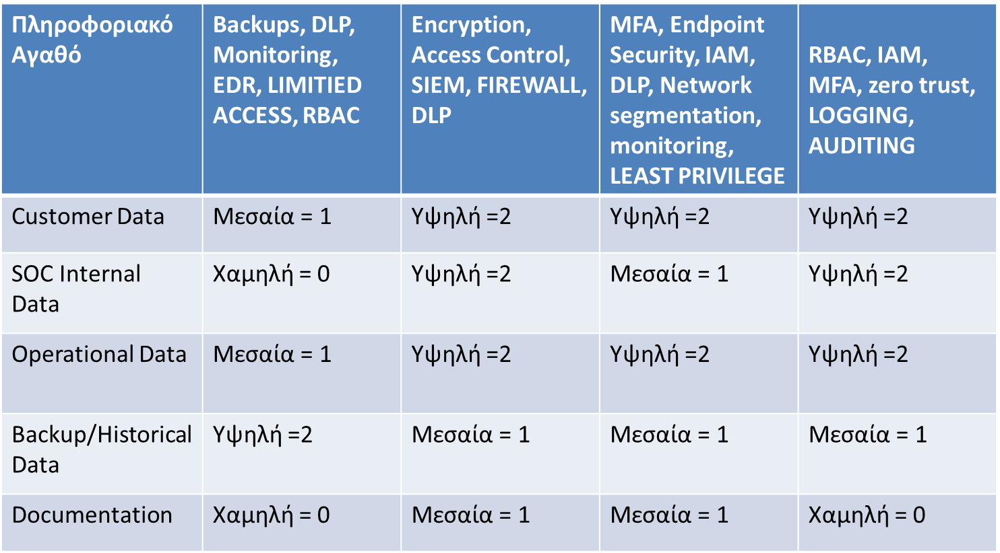 Πληροφοριακό
Αγαθό
Backups, DLP,
Monitoring,
EDR, LIMITIED
ACCESS, RBAC
Encryption,
Access Control,
SIEM, FIREWALL,
DLP
MFA, Endpoint
Security, IAM,
DLP, Network
segmentation,
monitoring,
LEAST PRIVILEGE
RBAC, IAM,
MFA, zero trust,
LOGGING,
AUDITING
Customer Data
Μεσαία = 1
Υψηλή =2
Υψηλή =2
Υψηλή =2
SOC Internal
Data
Χαμηλή = 0
Υψηλή =2
Μεσαία = 1
Υψηλή =2
Operational Data
Μεσαία = 1
Υψηλή =2
Υψηλή =2
Υψηλή =2
Backup/Historical
Data
Υψηλή =2
Μεσαία = 1
Μεσαία = 1
Μεσαία = 1
Documentation
Χαμηλή = 0
Μεσαία = 1
Μεσαία = 1
Χαμηλή = 0